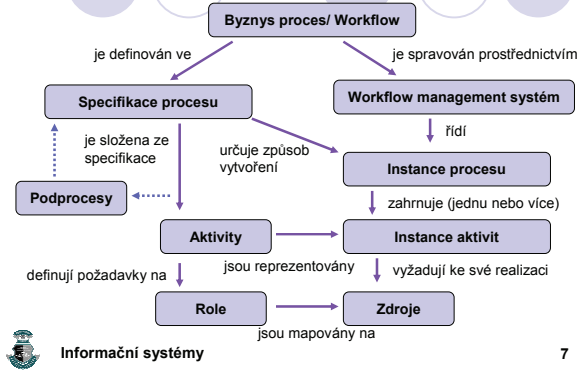 Byznys proces/ Workflow
je definován ve
je spravován prostřednictvím
Specifikace procesu
Workflow management systém
je složena ze
specifikace
určuje způsob
vytvoření
řídí
Instance procesu
Podprocesy
zahrnuje (jednu nebo více)
Aktivity
Instance aktivit
jsou reprezentovány
definují požadavky na
vyžadují ke své realizaci
Role
Zdroje
jsou mapovány na
Informační systémy
7